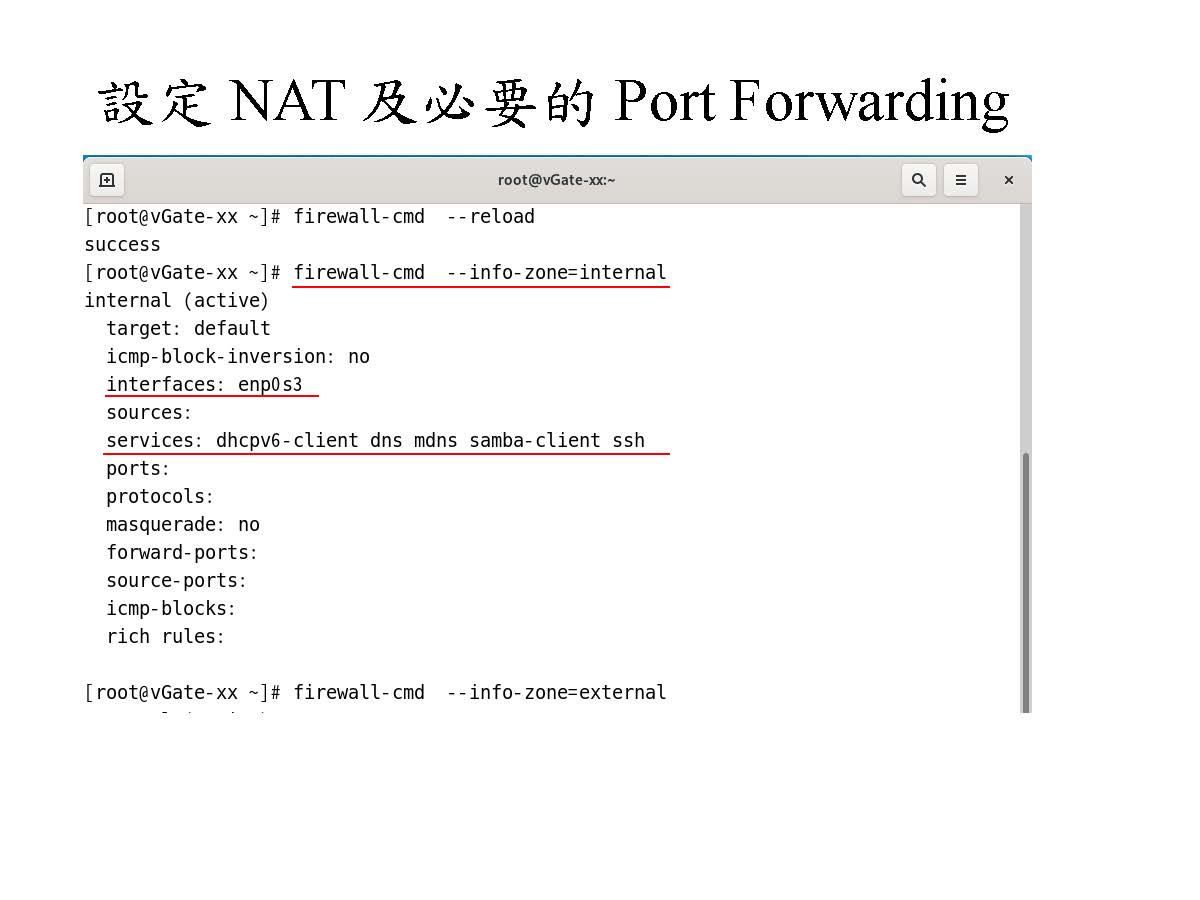 設定 NAT 及必要的 Port Forwarding
root@vGate-xx:~
[root@vGate-xx ~]# firewall-cmd  --reload
success
[root@vGate-xx ~]# firewall-cmd  --info-zone=internal
internal (active)
  target: default
  icmp-block-inversion: no
  interfaces: enp0s3
  sources:
  services: dhcpv6-client dns mdns samba-client ssh
  ports:
  protocols:
  masquerade: no
  forward-ports:
  source-ports:
  icmp-blocks:
  rich rules:
[root@vGate-xx ~]# firewall-cmd  --info-zone=external